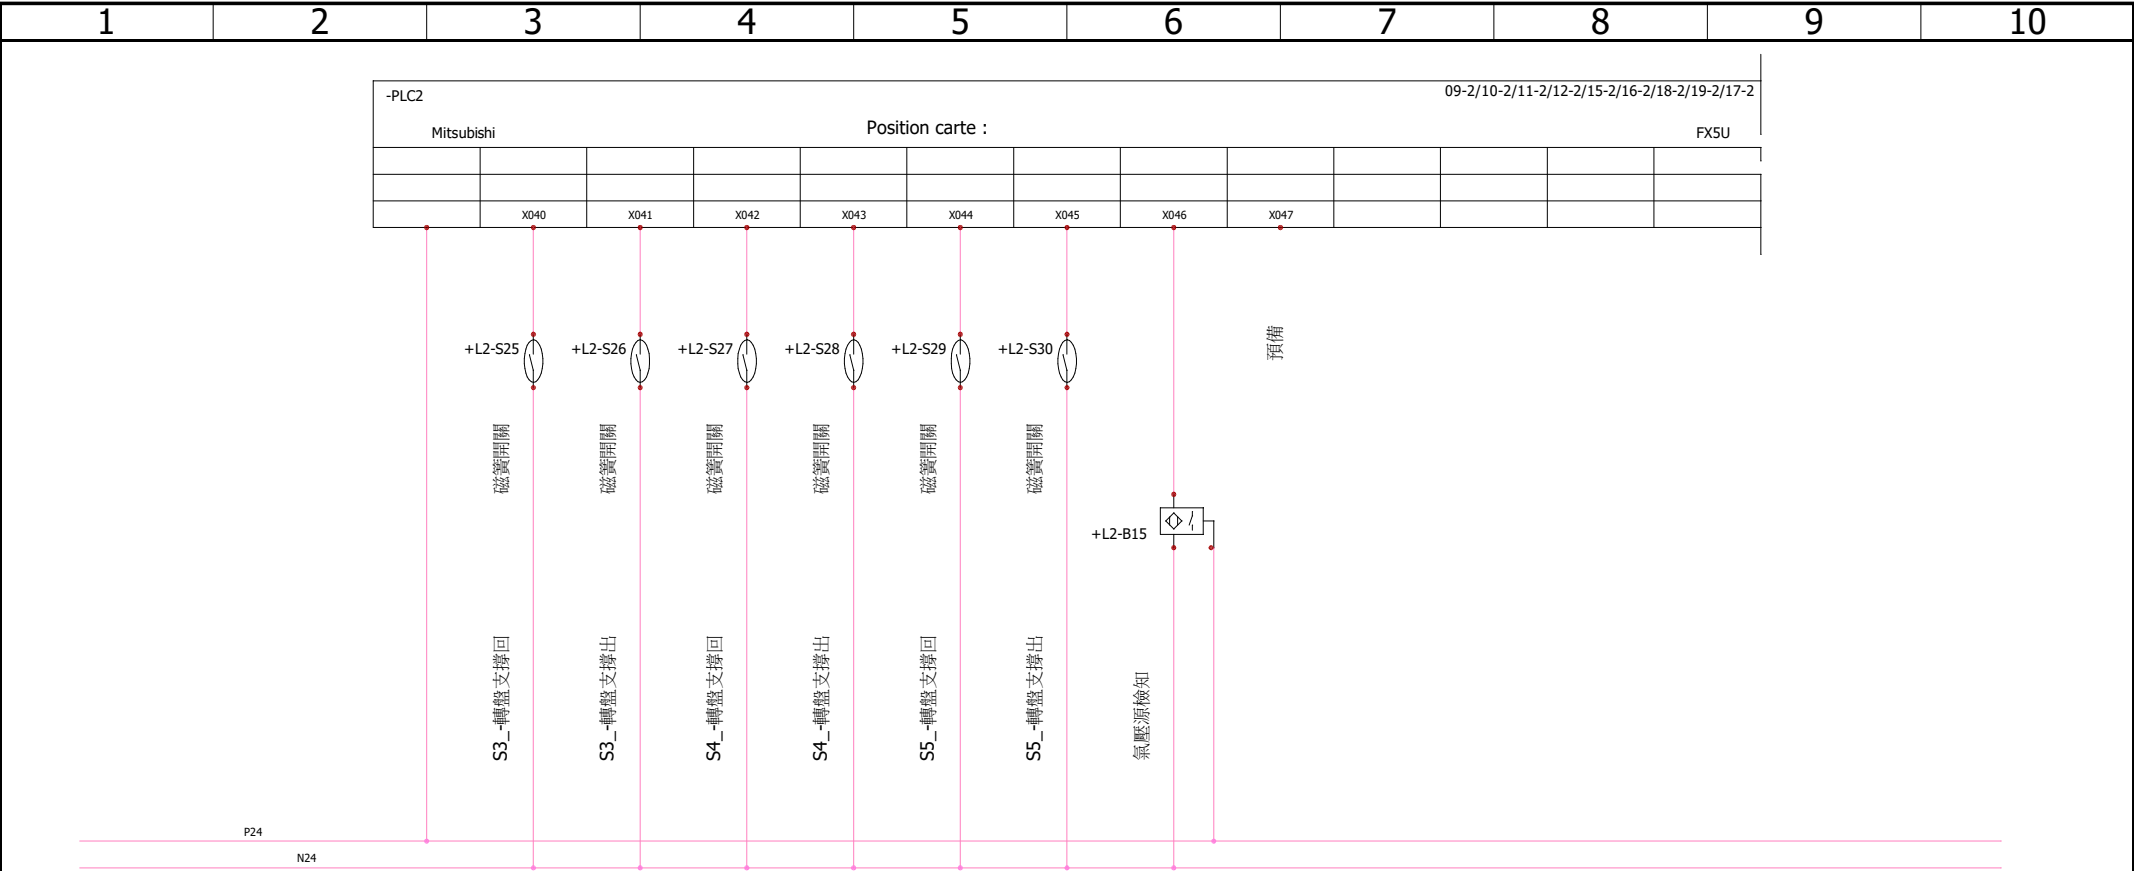 1 2 3 4 5 6 7 8 9 10
-PLC2 09-2/10-2/11-2/12-2/15-2/16-2/18-2/19-2/17-2
Mitsubishi Position carte : FX5U
X040 X041 X042 X043 X044 X045 X046 X047
預備
+L2-S25 +L2-S26 +L2-S27 +L2-S28 +L2-S29 +L2-S30
磁簧開關 磁簧開關 磁簧開關 磁簧開關 磁簧開關 磁簧開關
+L2-B15
S3_-轉盤支撐回
S3_-轉盤支撐出
S4_-轉盤支撐回
S4_-轉盤支撐出
S5_-轉盤支撐回
S5_-轉盤支撐出
氣壓源檢知
P24
N24